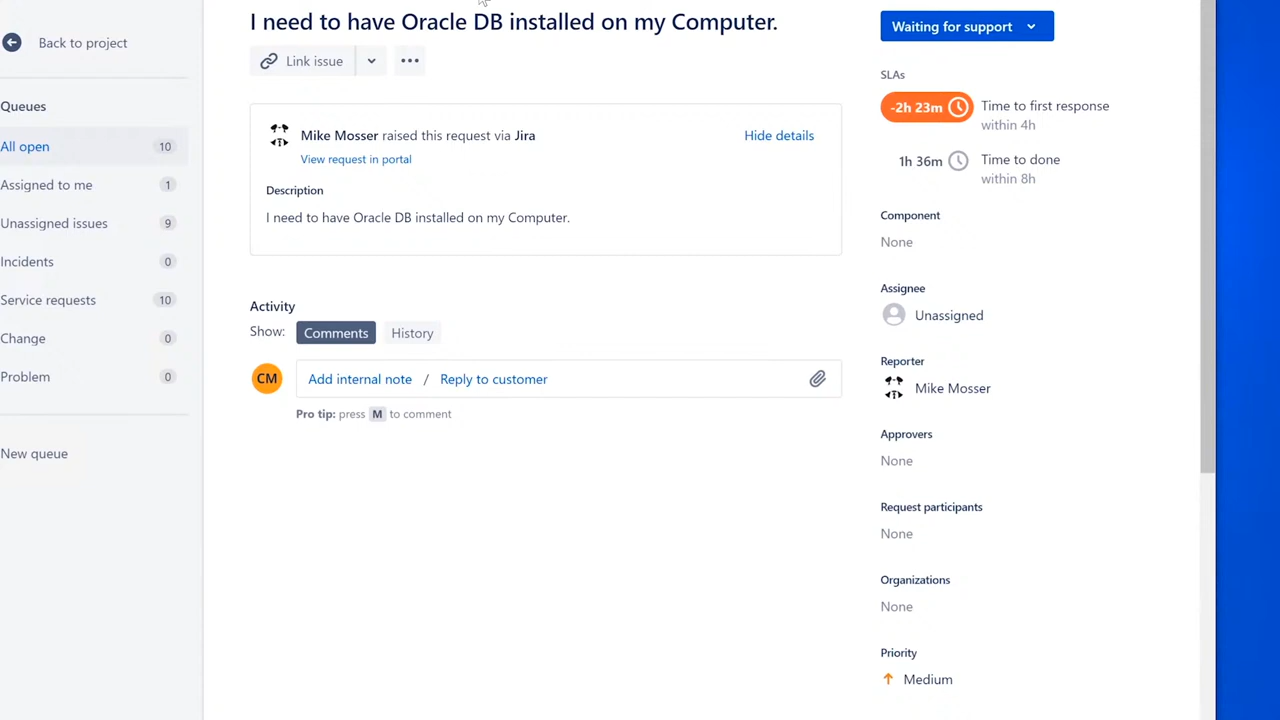 I need to have Oracle DB installed on my Computer.
Back to project
Link issue
Queues
All open 10
Assigned to me 1
Unassigned issues 9
Incidents 0
Service requests 10
Change 0
Problem 0
New queue
Mike Mosser raised this request via Jira
Hide details
View request in portal
Description
I need to have Oracle DB installed on my Computer.
Activity
Show: Comments History
CM
Add internal note / Reply to customer
Pro tip: press M to comment
Waiting for support
SLAs
-2h 23m Time to first response
within 4h
1h 36m Time to done
within 8h
Component
None
Assignee
Unassigned
Reporter
Mike Mosser
Approvers
None
Request participants
None
Organizations
None
Priority
Medium